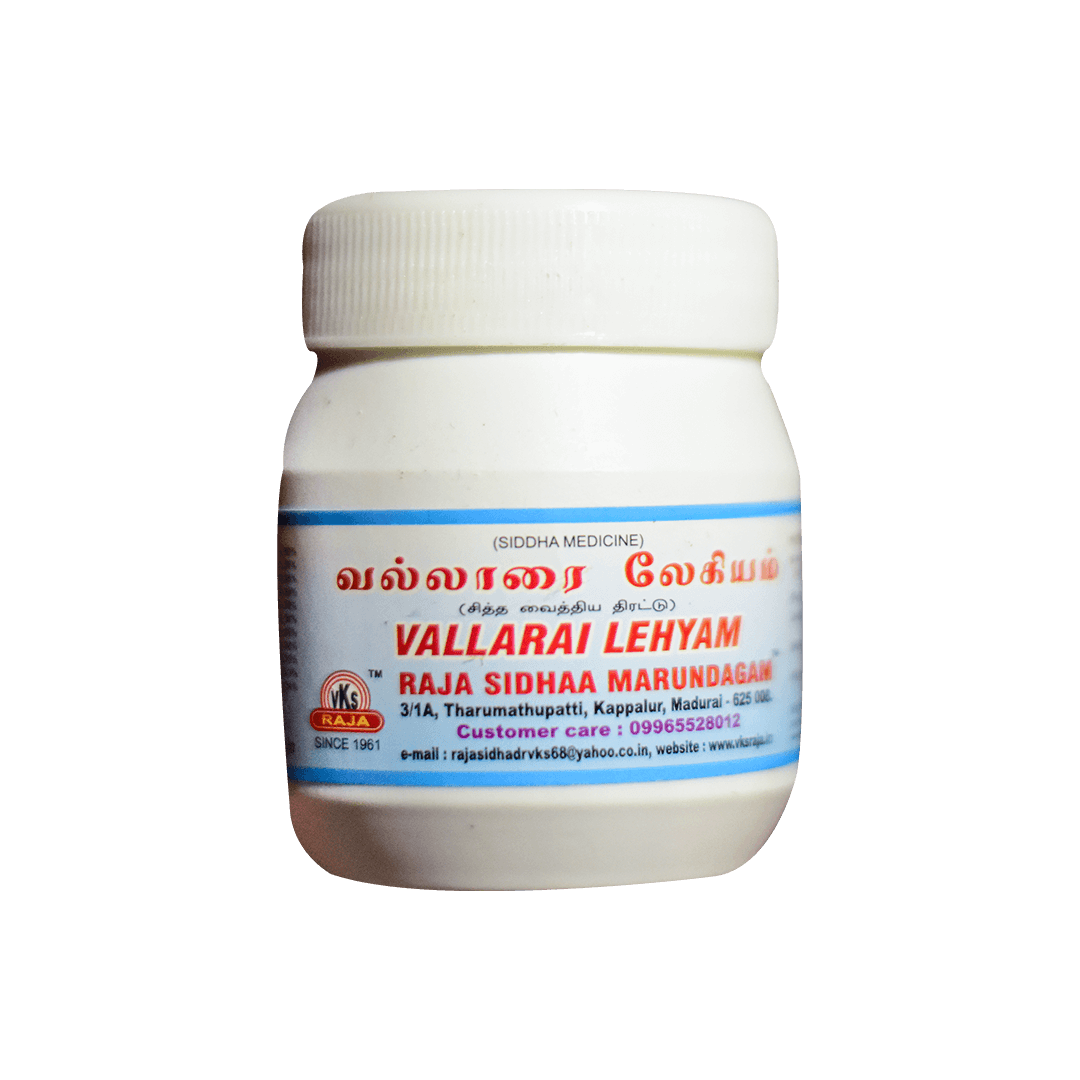 (SIDDHA MEDICINE)
வல்லாரை லேகியம்
(சித்த வைத்திய திரட்டு)
VALLARAI LEHYAM
RAJA SIDHAA MARUNDAGAM™
3/1A, Tharumathupatti, Kappalur, Madurai - 625 008.
Customer care : 09965528012
e-mail : rajasidhadrvks68@yahoo.co.in, website : www.vksraja.in
VKS ™
RAJA
SINCE 1961